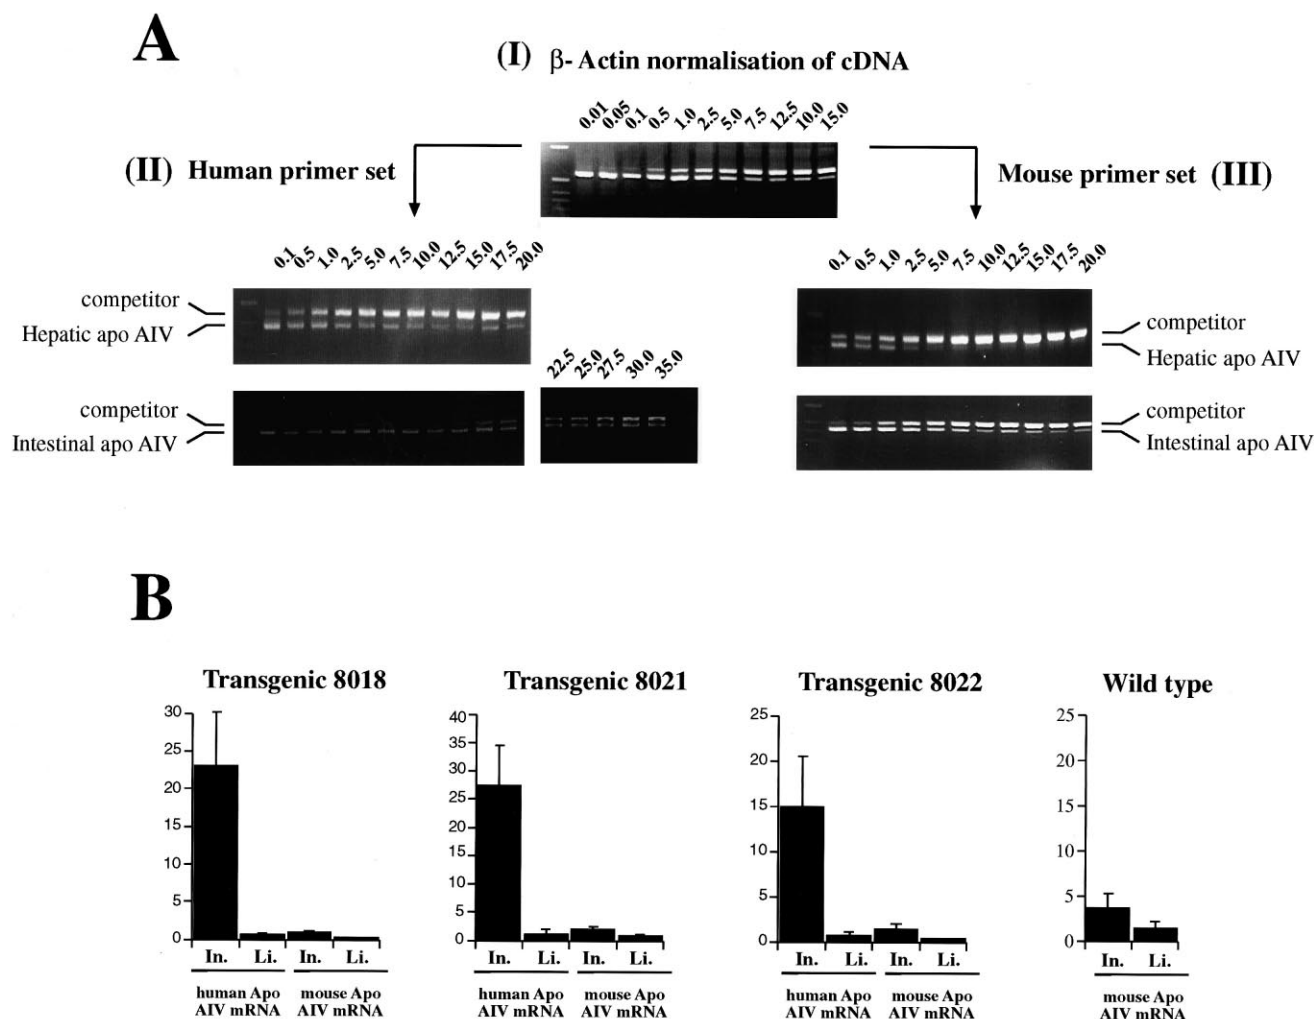 A
(I) β- Actin normalisation of cDNA
0.01 0.05 0.1 0.5 1.0 2.5 5.0 7.5 12.5 10.0 15.0
(II) Human primer set
Mouse primer set (III)
0.1 0.5 1.0 2.5 5.0 7.5 10.0 12.5 15.0 17.5 20.0
0.1 0.5 1.0 2.5 5.0 7.5 10.0 12.5 15.0 17.5 20.0
competitor
Hepatic apo AIV
competitor
Hepatic apo AIV
22.5 25.0 27.5 30.0 35.0
competitor
Intestinal apo AIV
competitor
Intestinal apo AIV
B
Transgenic 8018
30
25
20
15
10
5
0
In. Li. In. Li.
human Apo AIV mRNA
mouse Apo AIV mRNA
Transgenic 8021
40
35
30
25
20
15
10
5
0
In. Li. In. Li.
human Apo AIV mRNA
mouse Apo AIV mRNA
Transgenic 8022
25
20
15
10
5
0
In. Li. In. Li.
human Apo AIV mRNA
mouse Apo AIV mRNA
Wild type
25
20
15
10
5
0
In. Li.
mouse Apo AIV mRNA